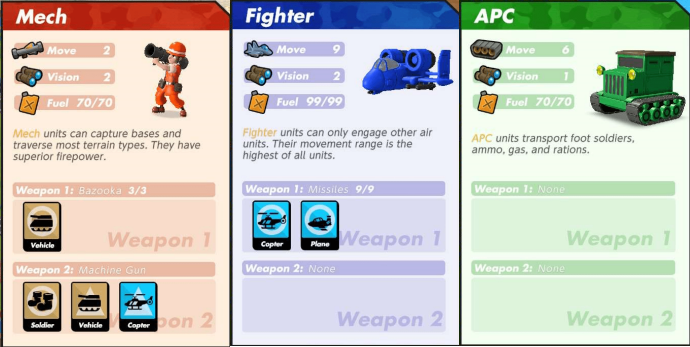 Mech
Move 2
Vision 2
Fuel 70/70
Mech units can capture bases and
traverse most terrain types. They have
superior firepower.
Weapon 1: Bazooka 3/3
Vehicle
Weapon 1
Weapon 2: Machine Gun
Soldier
Vehicle
Copter
pon 2
Fighter
Move 9
Vision 2
Fuel 99/99
Fighter units can only engage other air
units. Their movement range is the
highest of all units.
Weapon 1: Missiles 9/9
Copter
Plane
Weapon 1
Weapon 2: None
Weapon 2
APC
Move 6
Vision 1
Fuel 70/70
APC units transport foot soldiers,
ammo, gas, and rations.
Weapon 1: None
Weapon 1
Weapon 2: None
Weapon 2